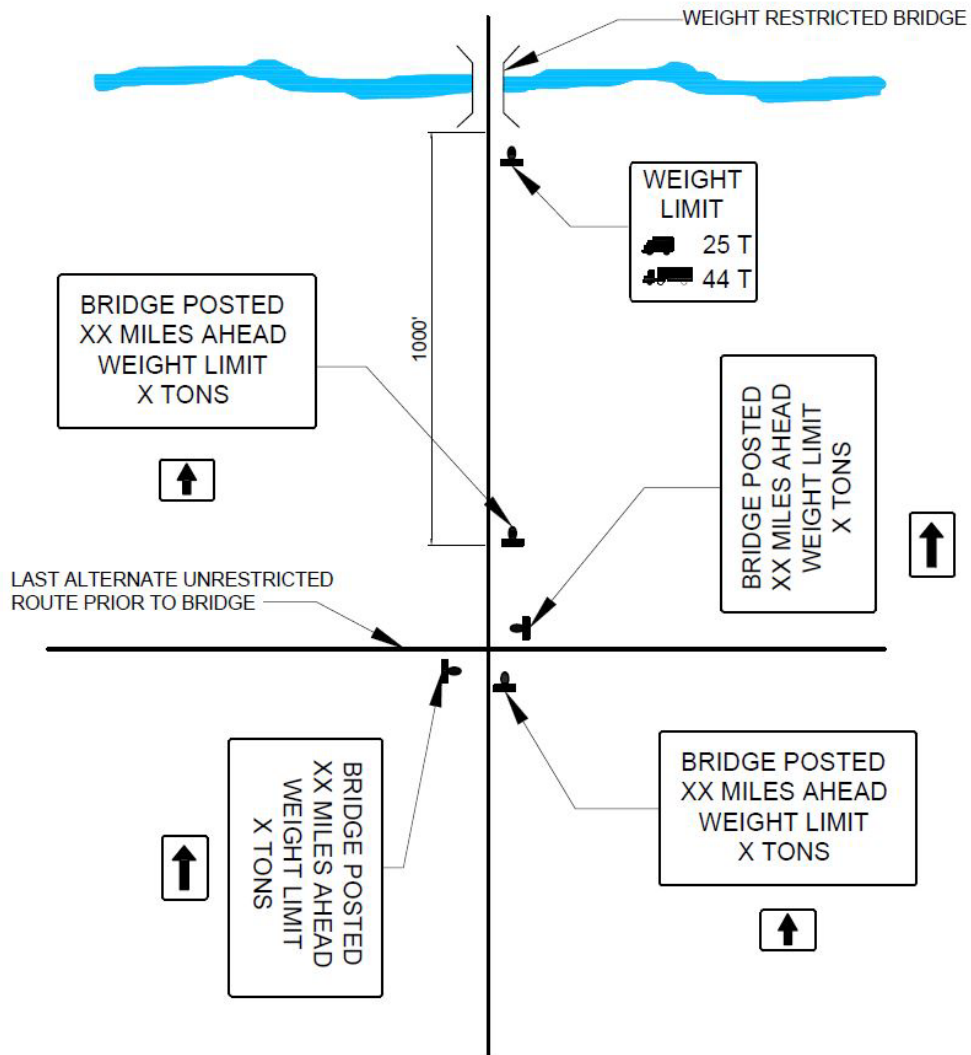 WEIGHT RESTRICTED BRIDGE
WEIGHT
LIMIT
25 T
44 T
BRIDGE POSTED
XX MILES AHEAD
WEIGHT LIMIT
X TONS
1000'
BRIDGE POSTED
XX MILES AHEAD
WEIGHT LIMIT
X TONS
LAST ALTERNATE UNRESTRICTED
ROUTE PRIOR TO BRIDGE
BRIDGE POSTED
XX MILES AHEAD
WEIGHT LIMIT
X TONS
BRIDGE POSTED
XX MILES AHEAD
WEIGHT LIMIT
X TONS